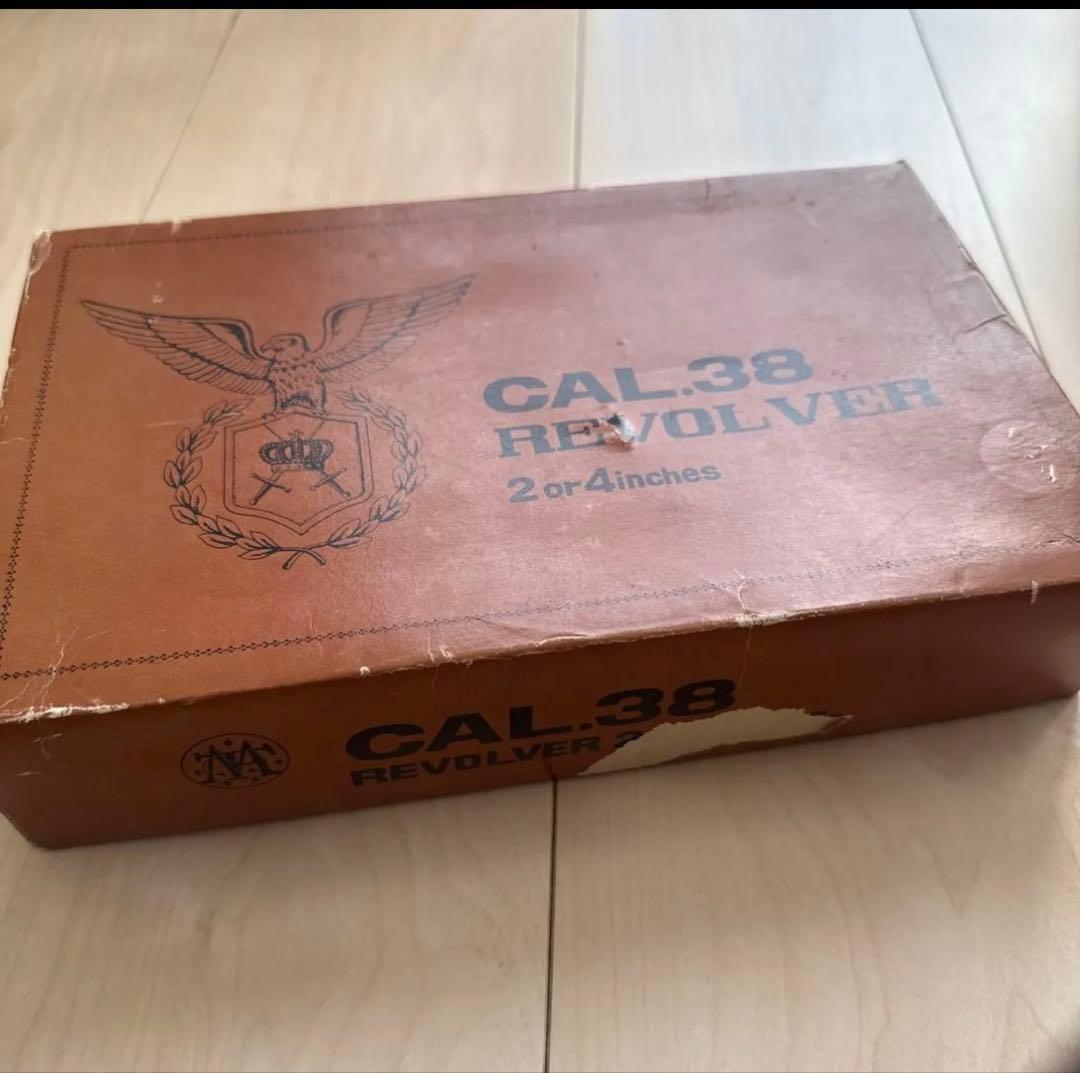 CAL.38
REVOLVER
2 or 4 inches
CAL.38
REVOLVER